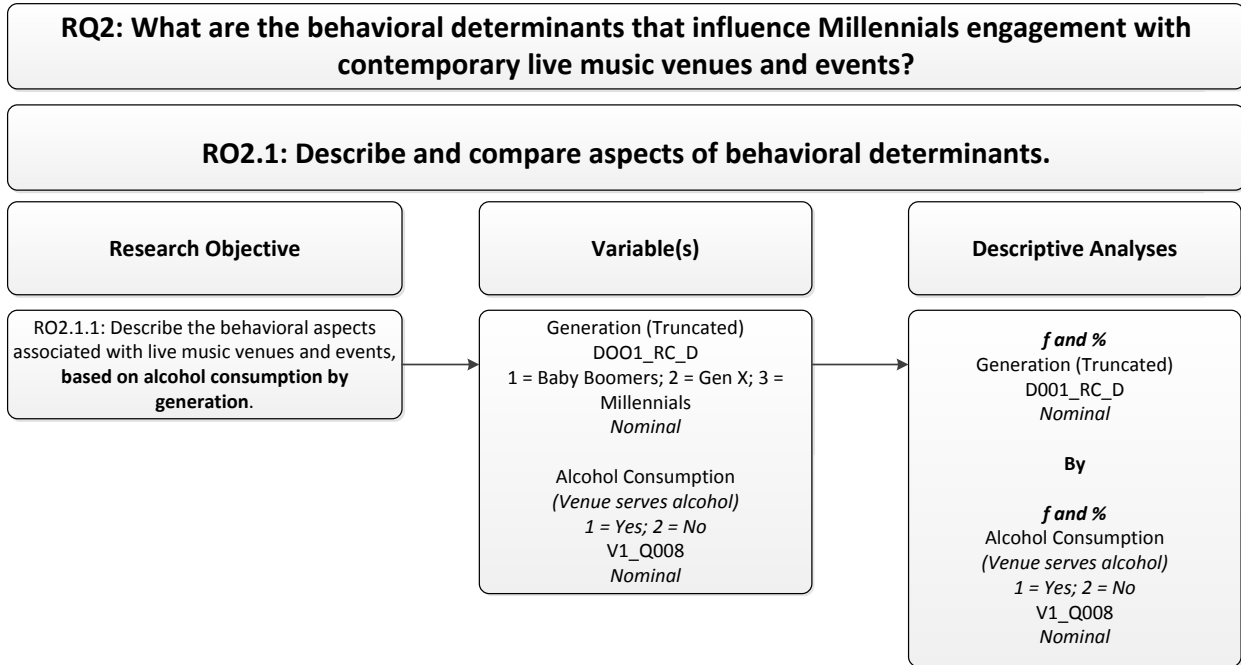 RQ2: What are the behavioral determinants that influence Millennials engagement with
contemporary live music venues and events?
RO2.1: Describe and compare aspects of behavioral determinants.
Research Objective
Variable(s)
Descriptive Analyses
RO2.1.1: Describe the behavioral aspects
associated with live music venues and events,
based on alcohol consumption by
generation.
Generation (Truncated)
DOO1_RC_D
1 = Baby Boomers; 2 = Gen X; 3 =
Millennials
Nominal
Alcohol Consumption
(Venue serves alcohol)
1 = Yes; 2 = No
V1_Q008
Nominal
f and %
Generation (Truncated)
D001_RC_D
Nominal
By
f and %
Alcohol Consumption
(Venue serves alcohol)
1 = Yes; 2 = No
V1_Q008
Nominal